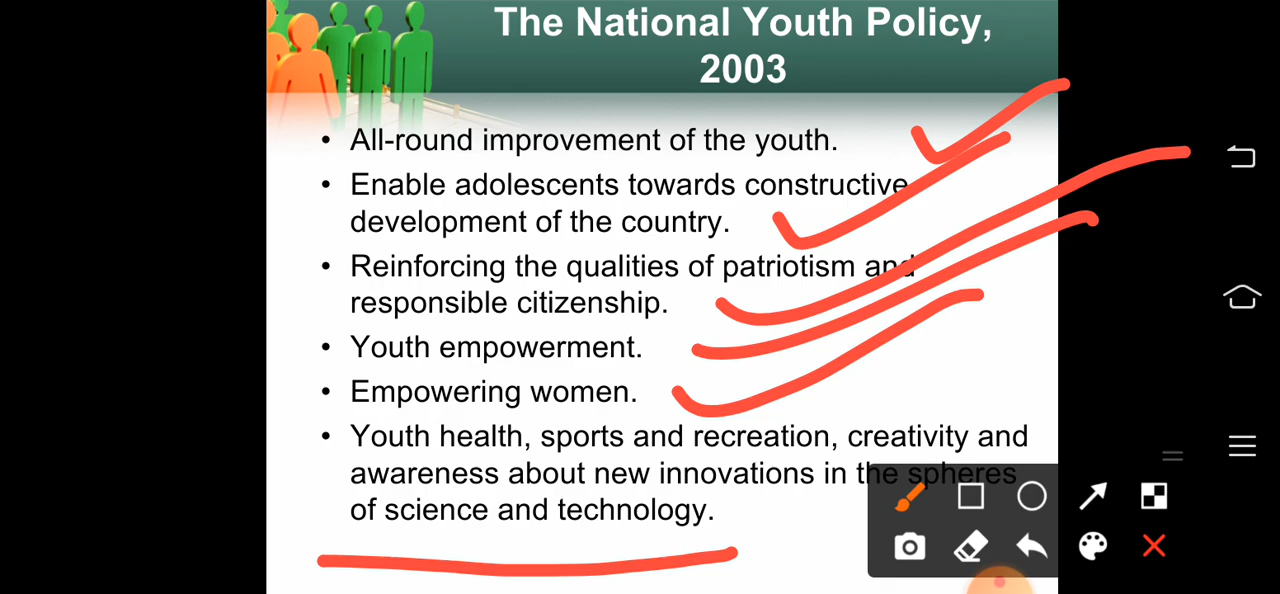 The National Youth Policy,
2003
• All-round improvement of the youth.
• Enable adolescents towards constructive
development of the country.
• Reinforcing the qualities of patriotism and
responsible citizenship.
• Youth empowerment.
• Empowering women.
• Youth health, sports and recreation, creativity and
awareness about new innovations in the spheres
of science and technology.